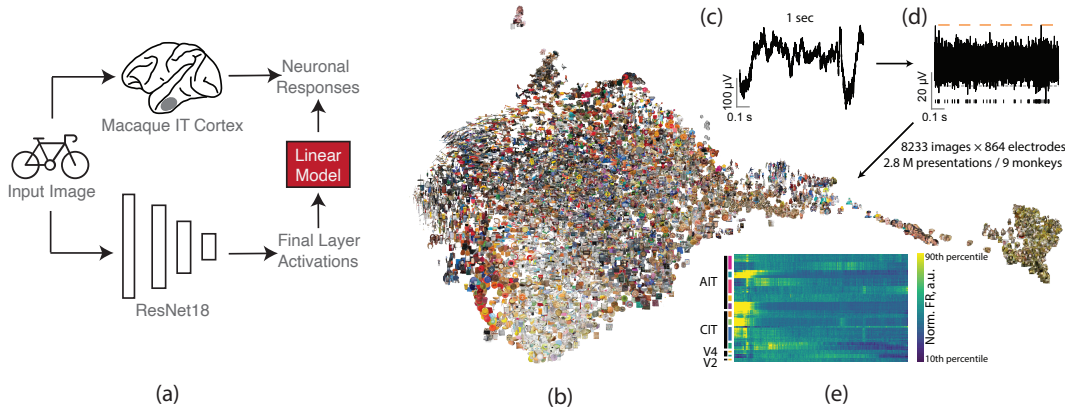 Macaque IT Cortex
Neuronal
Responses
Input Image
Linear
Model
ResNet18
Final Layer
Activations
(a)
(b)
(c)
1 sec
100 µV
0.1 s
(d)
20 µV
0.1 s
8233 images × 864 electrodes
2.8 M presentations / 9 monkeys
AIT
CIT
V4
V2
90th percentile
Norm. FR, a.u.
10th percentile
(e)